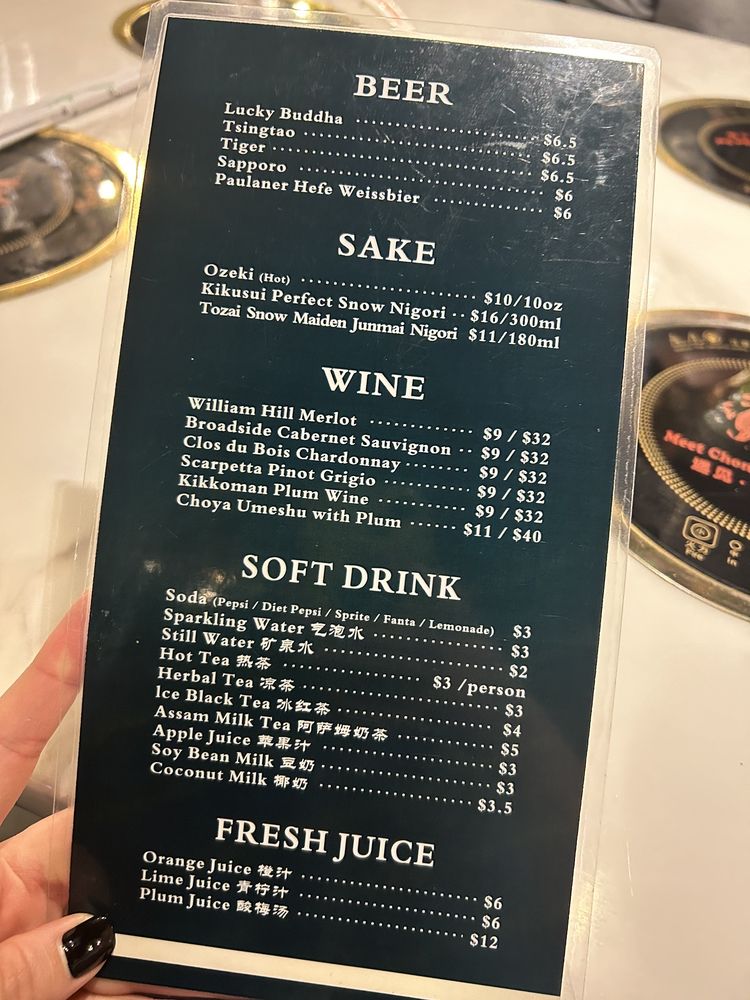 BEER
Lucky Buddha $6.5
Tsingtao $6.5
Tiger $6.5
Sapporo $6
Paulaner Hefe Weissbier $6
SAKE
Ozeki (Hot) $10/10oz
Kikusui Perfect Snow Nigori $16/300ml
Tozai Snow Maiden Junmai Nigori $11/180ml
WINE
William Hill Merlot $9 / $32
Broadside Cabernet Sauvignon $9 / $32
Clos du Bois Chardonnay $9 / $32
Scarpetta Pinot Grigio $9 / $32
Kikkoman Plum Wine $9 / $32
Choya Umeshu with Plum $11 / $40
SOFT DRINK
Soda (Pepsi / Diet Pepsi / Sprite / Fanta / Lemonade) $3
Sparkling Water 气泡水 $3
Still Water 矿泉水 $2
Hot Tea 热茶 $3 /person
Herbal Tea 凉茶 $3
Ice Black Tea 冰红茶 $4
Assam Milk Tea 阿萨姆奶茶 $5
Apple Juice 苹果汁 $3
Soy Bean Milk 豆奶 $3
Coconut Milk 椰奶 $3.5
FRESH JUICE
Orange Juice 橙汁 $6
Lime Juice 青柠汁 $6
Plum Juice 酸梅汤 $12
Meet
遇见
火力
Fire